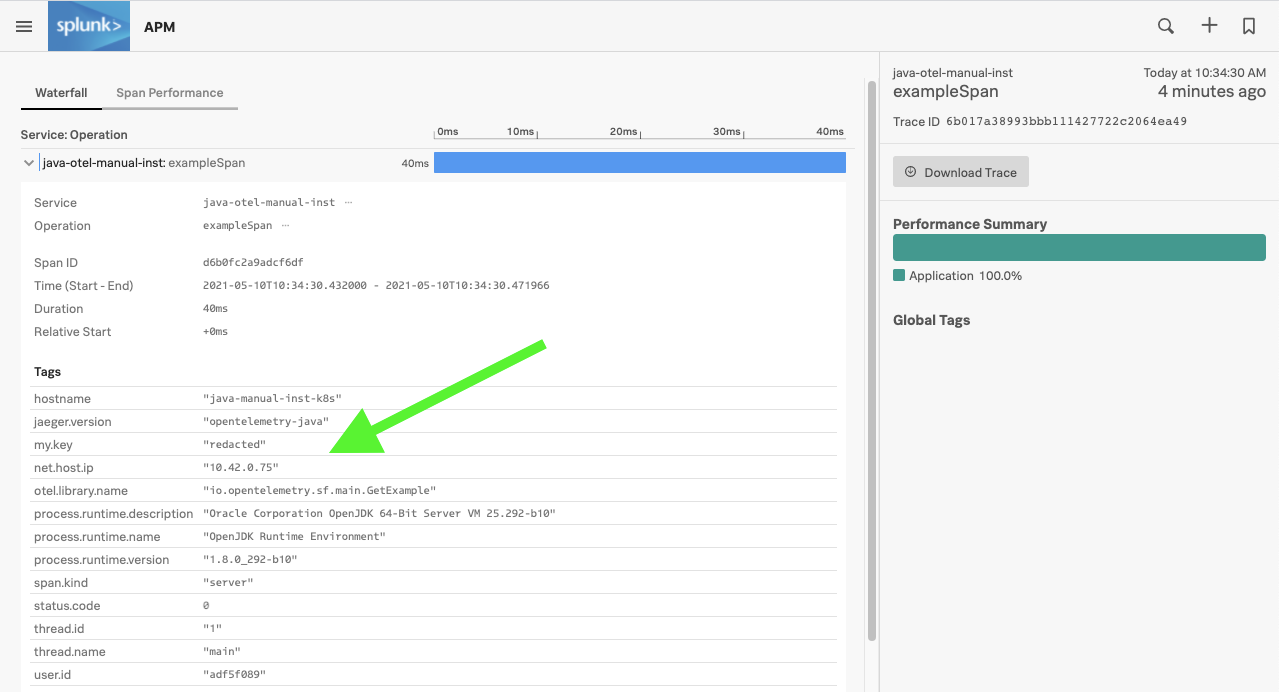 splunk> APM
Waterfall Span Performance
Service: Operation 0ms 10ms 20ms 30ms 40ms
java-otel-manual-inst: exampleSpan 40ms
Service java-otel-manual-inst ...
Operation exampleSpan ...
Span ID d6b0fc2a9adcf6df
Time (Start - End) 2021-05-10T10:34:30.432000 - 2021-05-10T10:34:30.471966
Duration 40ms
Relative Start +0ms
Tags
hostname "java-manual-inst-k8s"
jaeger.version "opentelemetry-java"
my.key "redacted"
net.host.ip "10.42.0.75"
otel.library.name "io.opentelemetry.sf.main.GetExample"
process.runtime.description "Oracle Corporation OpenJDK 64-Bit Server VM 25.292-b10"
process.runtime.name "OpenJDK Runtime Environment"
process.runtime.version "1.8.0_292-b10"
span.kind "server"
status.code 0
thread.id "1"
thread.name "main"
user.id "adf5f089"
java-otel-manual-inst Today at 10:34:30 AM
exampleSpan 4 minutes ago
Trace ID 6b017a38993bbb111427722c2064ea49
Download Trace
Performance Summary
Application 100.0%
Global Tags